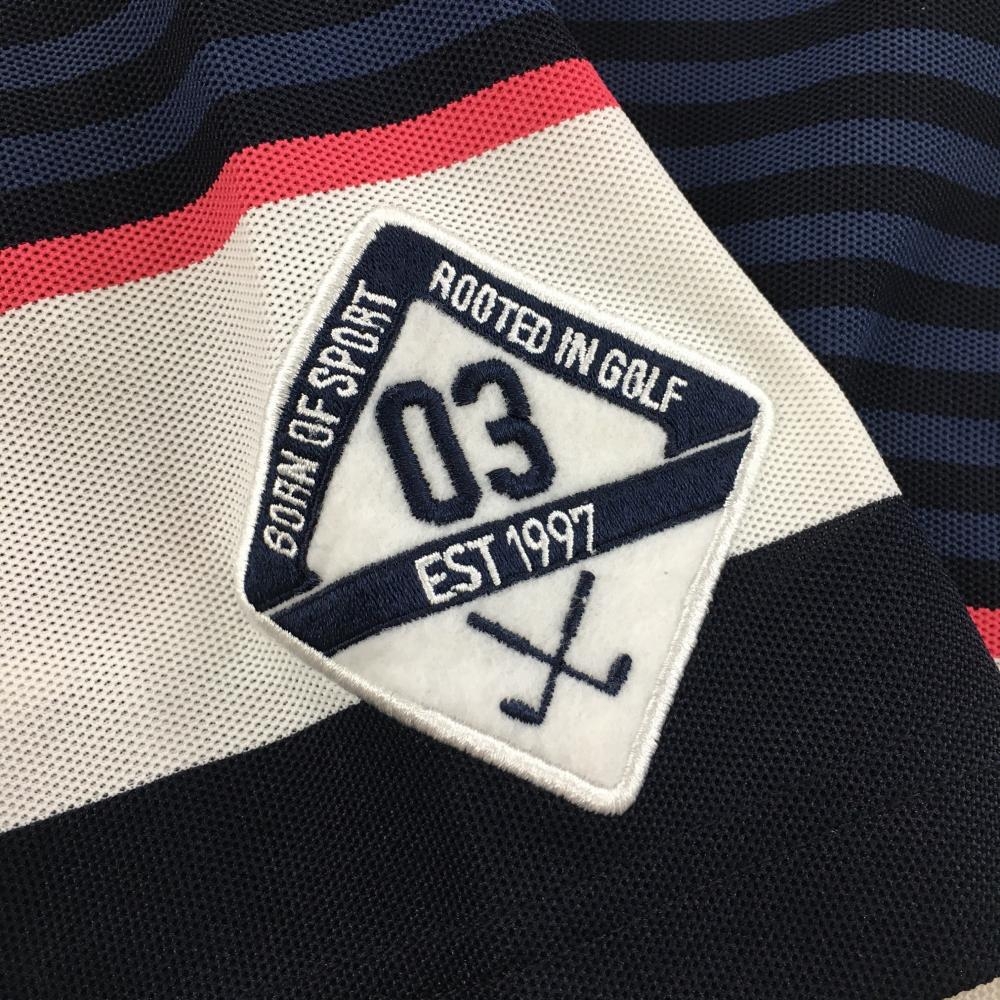 BORN OF SPORT
ROOTED IN GOLF
03
EST 1997